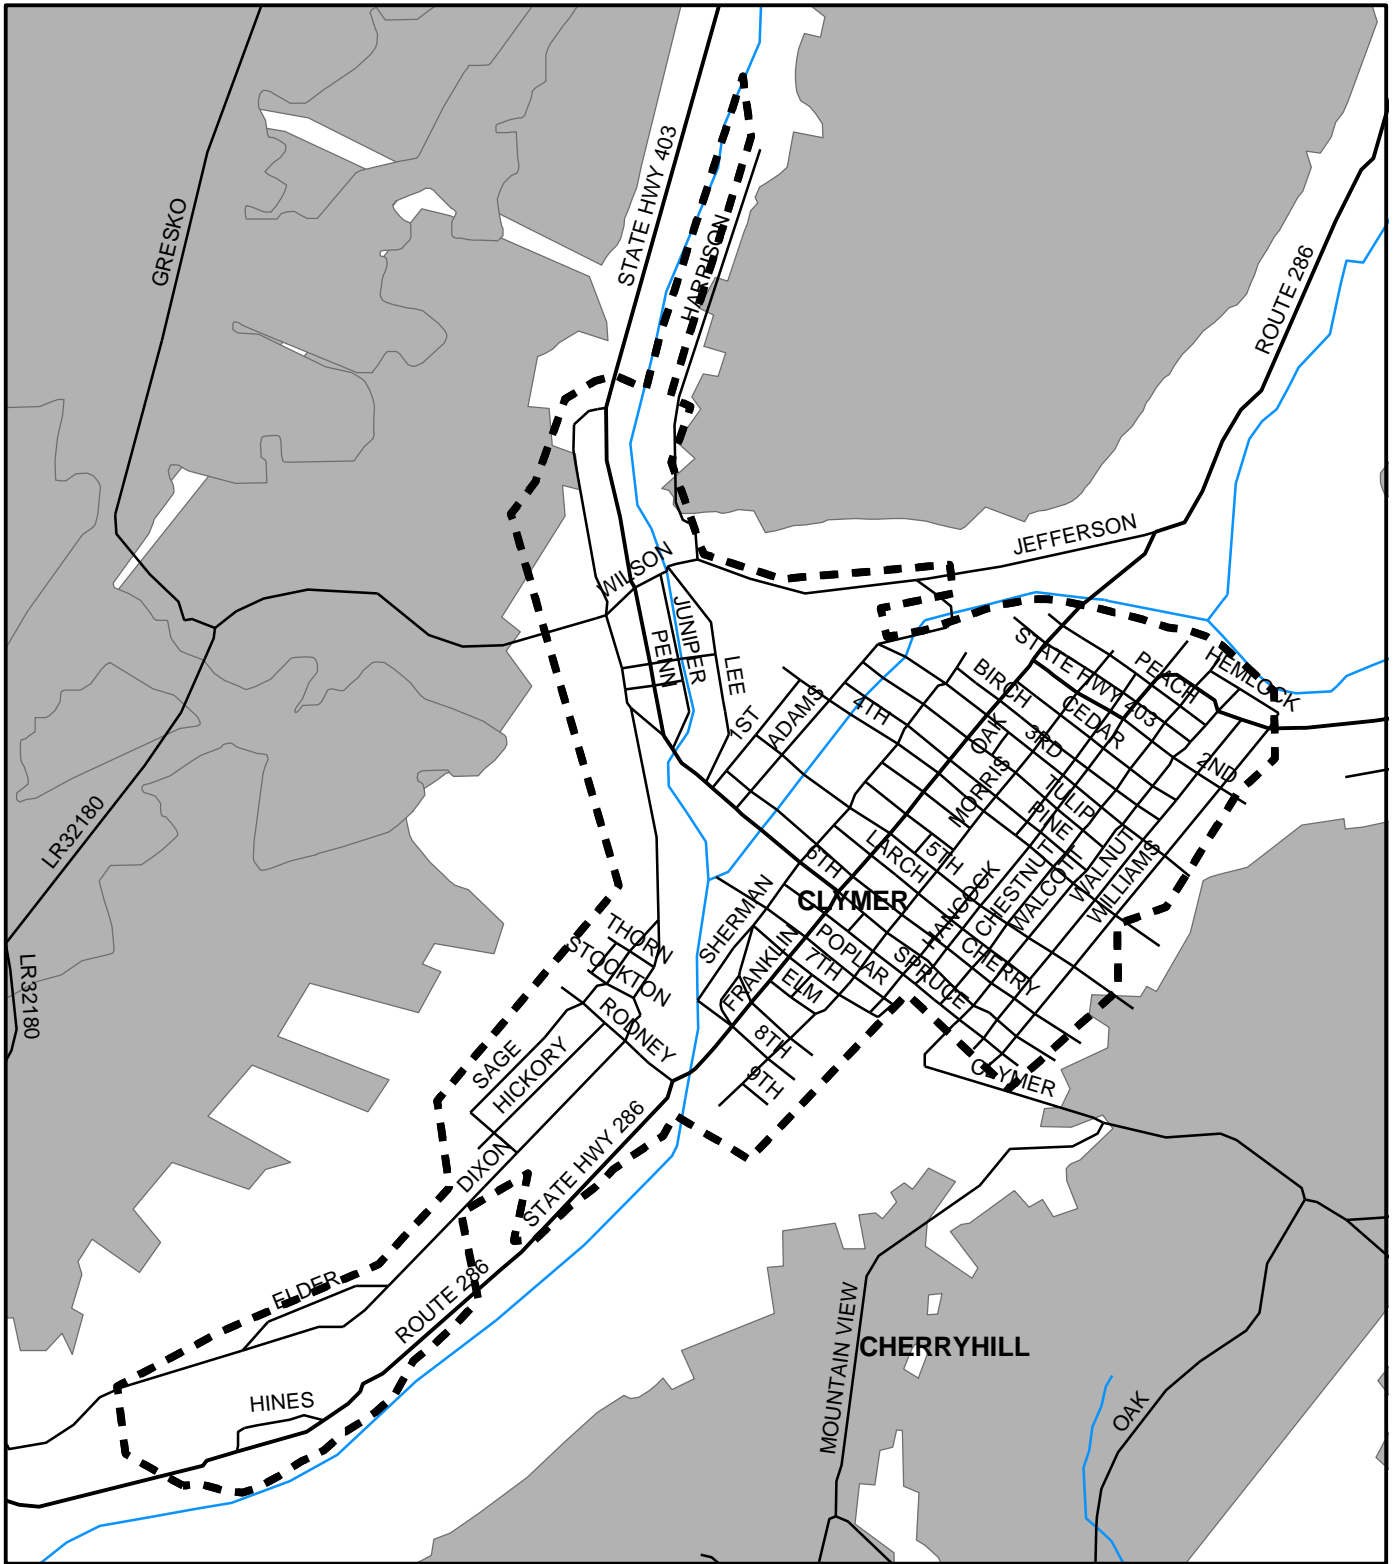 STATE HWY 403
GRESKO
HARRISON
ROUTE 286
JEFFERSON
WILSON
JUNIPER
PENN
LEE
STATE HWY 403
PEACH
HEMLOCK
BIRCH
CEDAR
1ST
ADAMS
4TH
OAK
3RD
2ND
MORRIS
TULIP
PINE
LR32180
LARCH
5TH
6TH
CHESTNUT
WALCOTT
WALNUT
WILLIAMS
CLYMER
SHERMAN
HANCOCK
THORN
STOCKTON
FRANKLIN
POPLAR
7TH
ELM
SPRUCE
CHERRY
LR32180
RODNEY
8TH
9TH
SAGE
HICKORY
CLYMER
DIXON
STATE HWY 286
ELDER
ROUTE 286
MOUNTAIN VIEW
CHERRYHILL
HINES
OAK